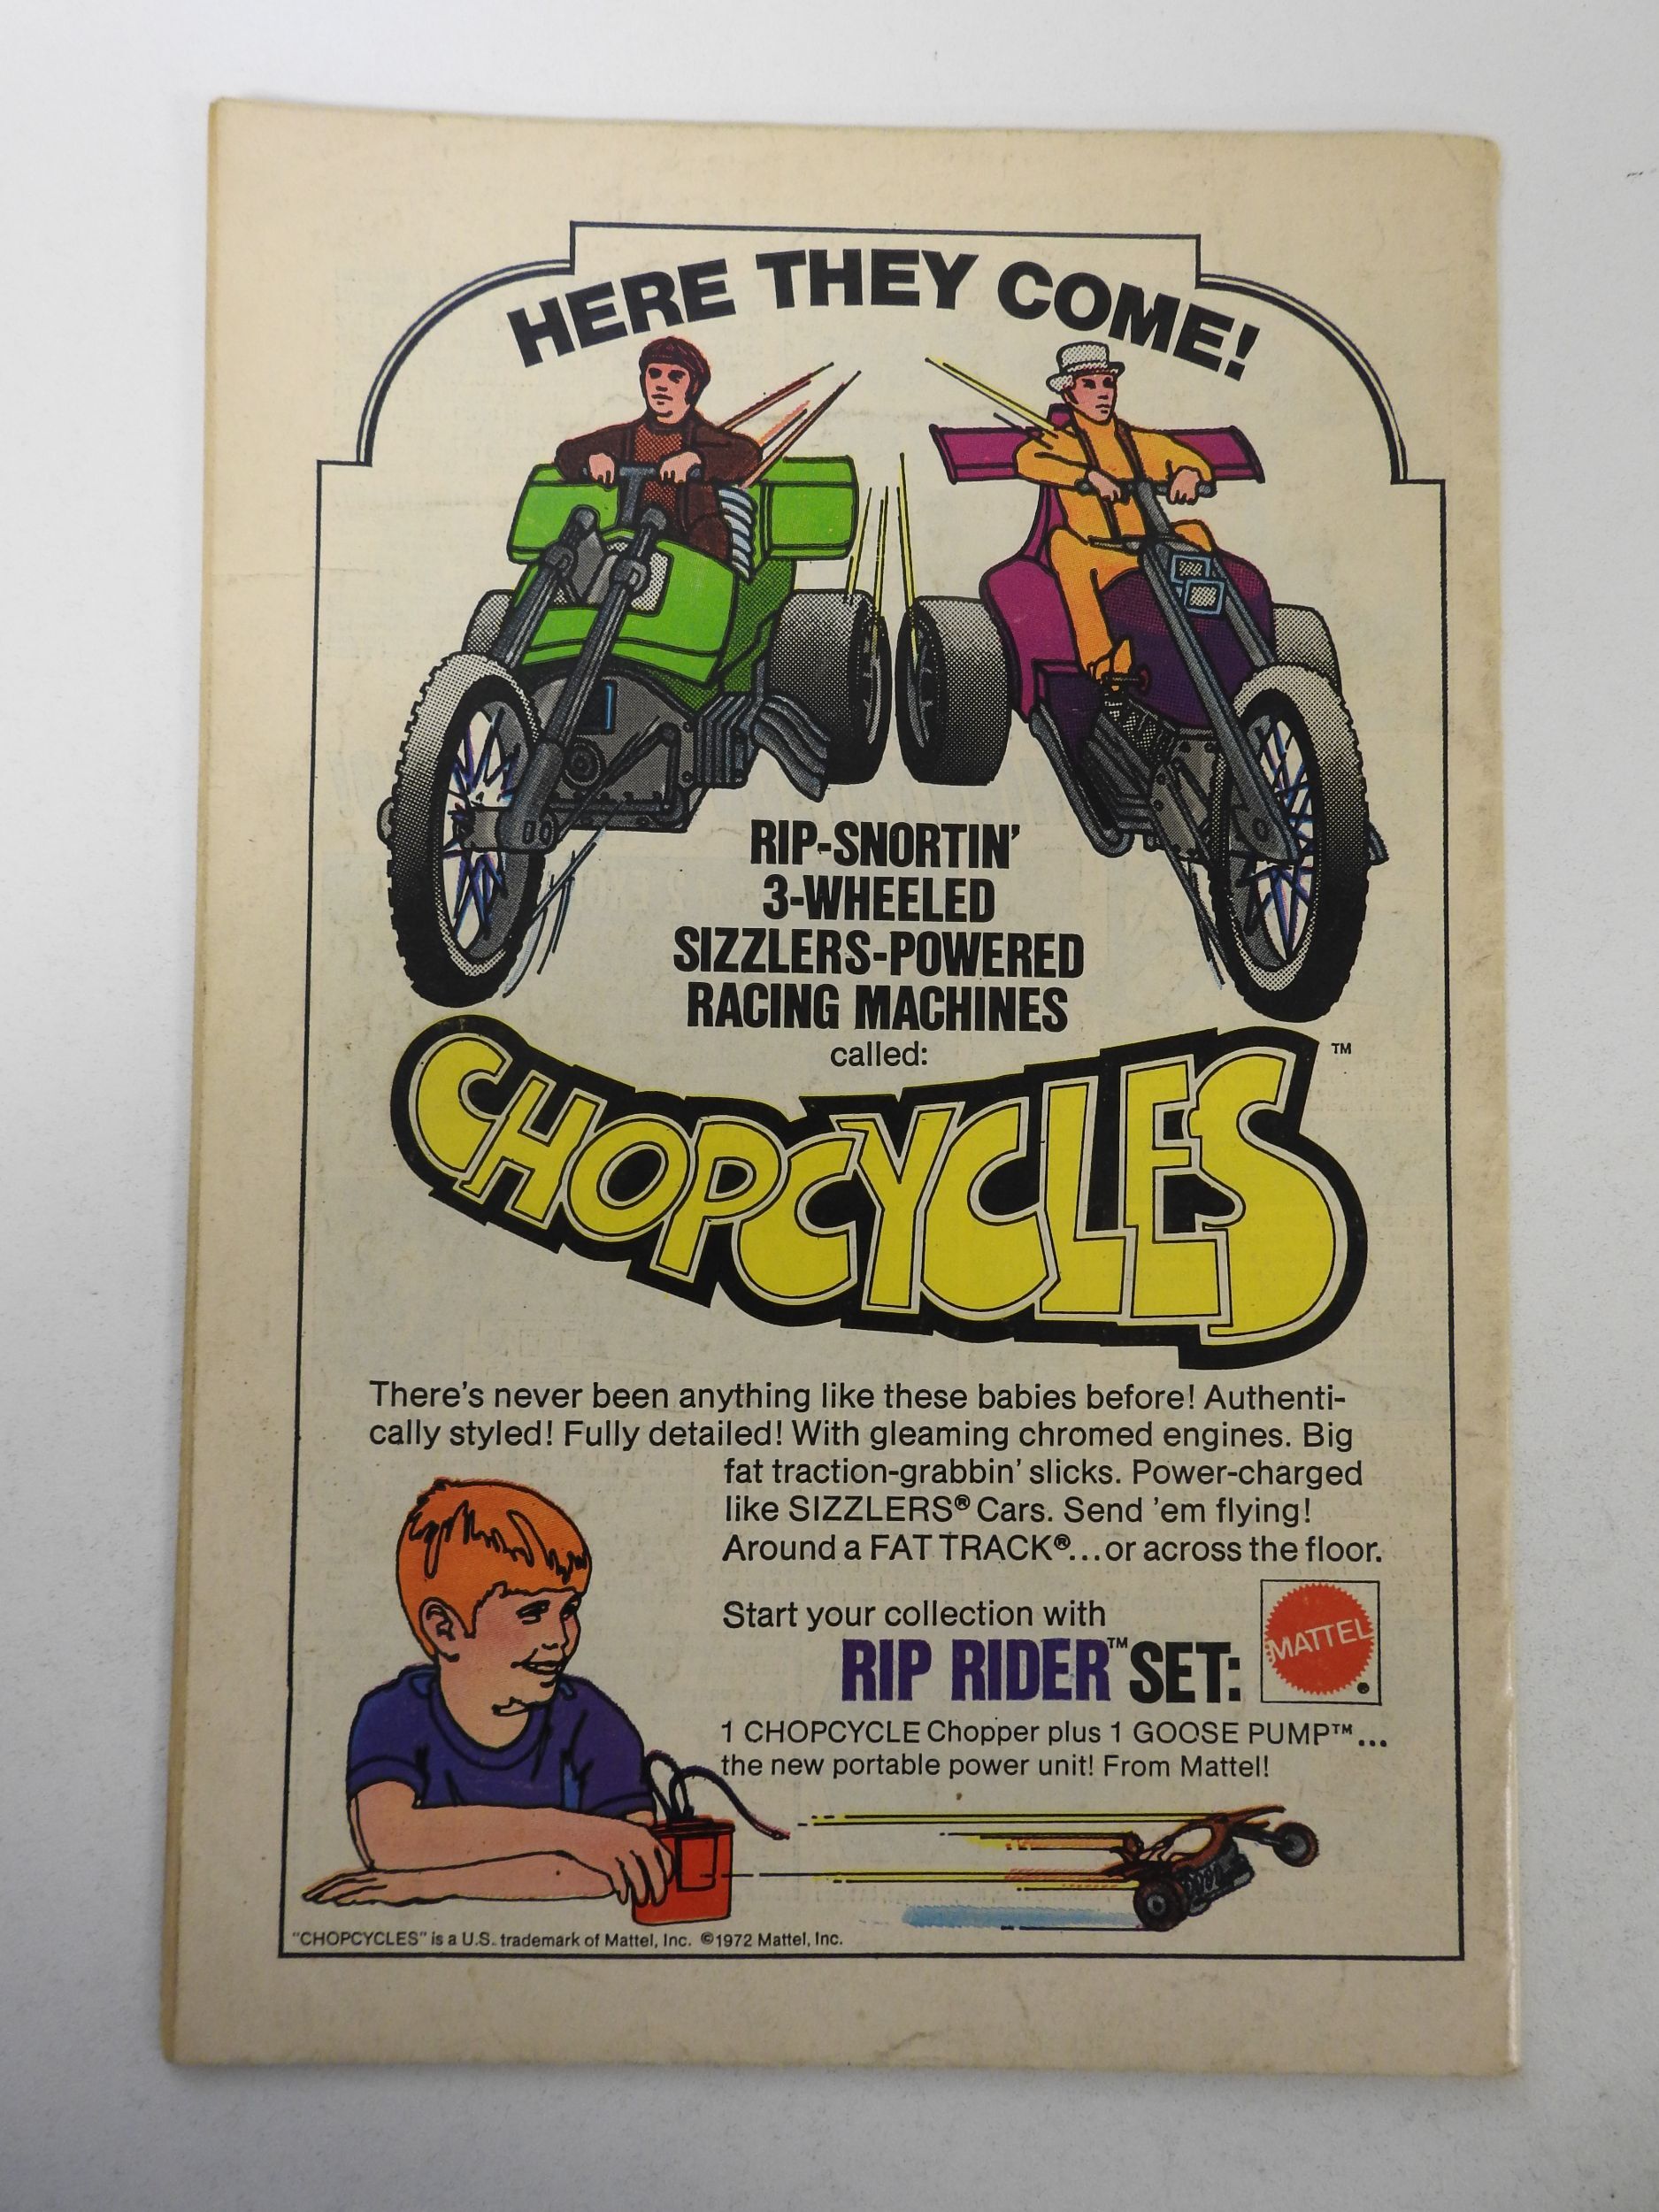 HERE THEY COME!
RIP-SNORTIN'
3-WHEELED
SIZZLERS-POWERED
RACING MACHINES
called:
CHOPCYCLES™
There's never been anything like these babies before! Authenti-
cally styled! Fully detailed! With gleaming chromed engines. Big
fat traction-grabbin' slicks. Power-charged
like SIZZLERS® Cars. Send 'em flying!
Around a FAT TRACK®...or across the floor.
Start your collection with
RIP RIDER™ SET:
MATTEL®
1 CHOPCYCLE Chopper plus 1 GOOSE PUMP™...
the new portable power unit! From Mattel!
"CHOPCYCLES" is a U.S. trademark of Mattel, Inc. ©1972 Mattel, Inc.